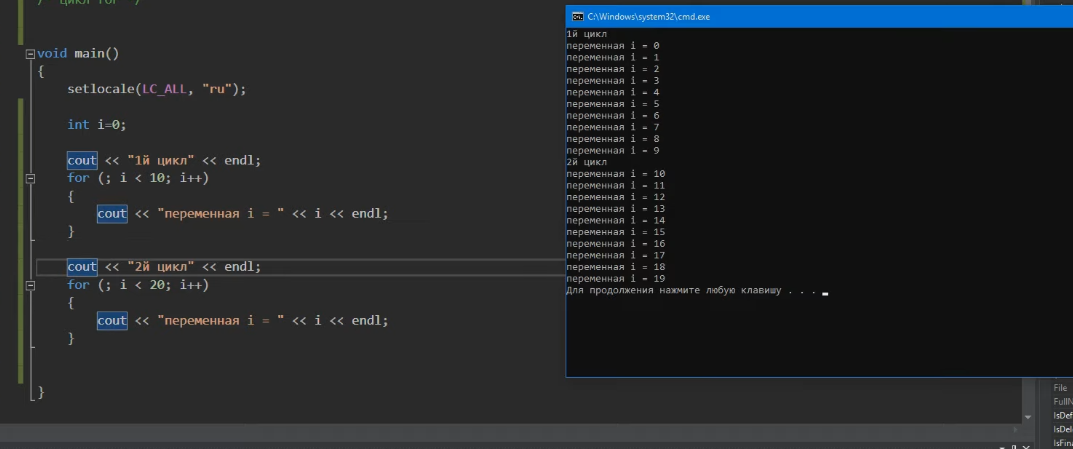 void main()
{
setlocale(LC_ALL, "ru");
int i=0;
cout << "1й цикл" << endl;
for (; i < 10; i++)
{
cout << "переменная i = " << i << endl;
}
cout << "2й цикл" << endl;
for (; i < 20; i++)
{
cout << "переменная i = " << i << endl;
}
}
C:\Windows\system32\cmd.exe
1й цикл
переменная i = 0
переменная i = 1
переменная i = 2
переменная i = 3
переменная i = 4
переменная i = 5
переменная i = 6
переменная i = 7
переменная i = 8
переменная i = 9
2й цикл
переменная i = 10
переменная i = 11
переменная i = 12
переменная i = 13
переменная i = 14
переменная i = 15
переменная i = 16
переменная i = 17
переменная i = 18
переменная i = 19
Для продолжения нажмите любую клавишу . . .
File
FullN
IsDef
IsDel
IsFina